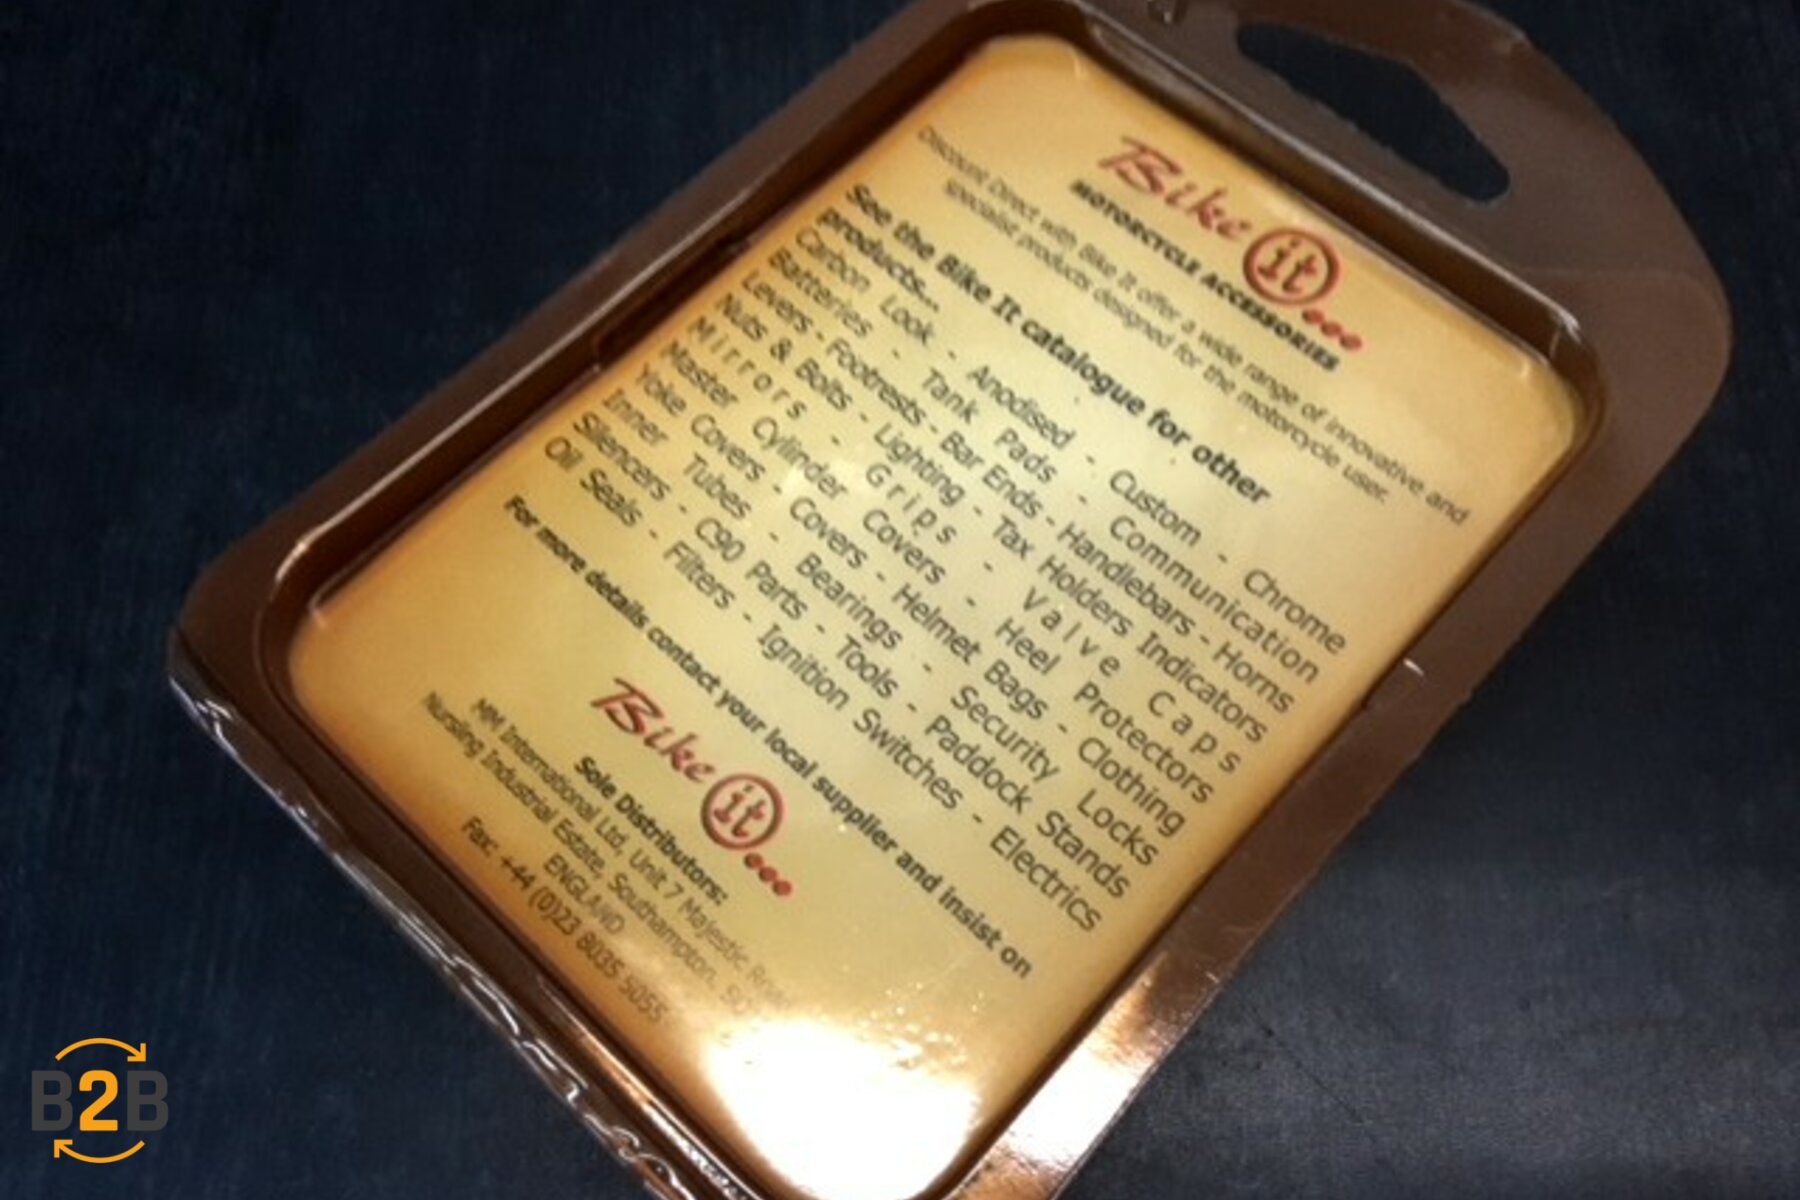 Bike it...
MOTORCYCLE ACCESSORIES
Discount Direct with Bike It offer a wide range of innovative and
specialist products designed for the motorcycle user.
See the Bike It catalogue for other
products...
Carbon Look - Anodised - Custom - Chrome
Batteries - Tank Pads - Communication
Levers - Footrests - Bar Ends - Handlebars - Horns
Nuts & Bolts - Lighting - Tax Holders Indicators
Mirrors - Grips - Valve Caps
Master Cylinder Covers - Heel Protectors
Yoke Covers - Covers - Helmet Bags - Clothing
Inner Tubes - Bearings - Security Locks
Silencers - C90 Parts - Tools - Paddock Stands
Oil Seals - Filters - Ignition Switches - Electrics
For more details contact your local supplier and insist on
Bike it...
Sole Distributors:
MM International Ltd, Unit 7 Majestic Road
Nursling Industrial Estate, Southampton,
ENGLAND
Fax: +44 (0)23 8035 5055
B2B